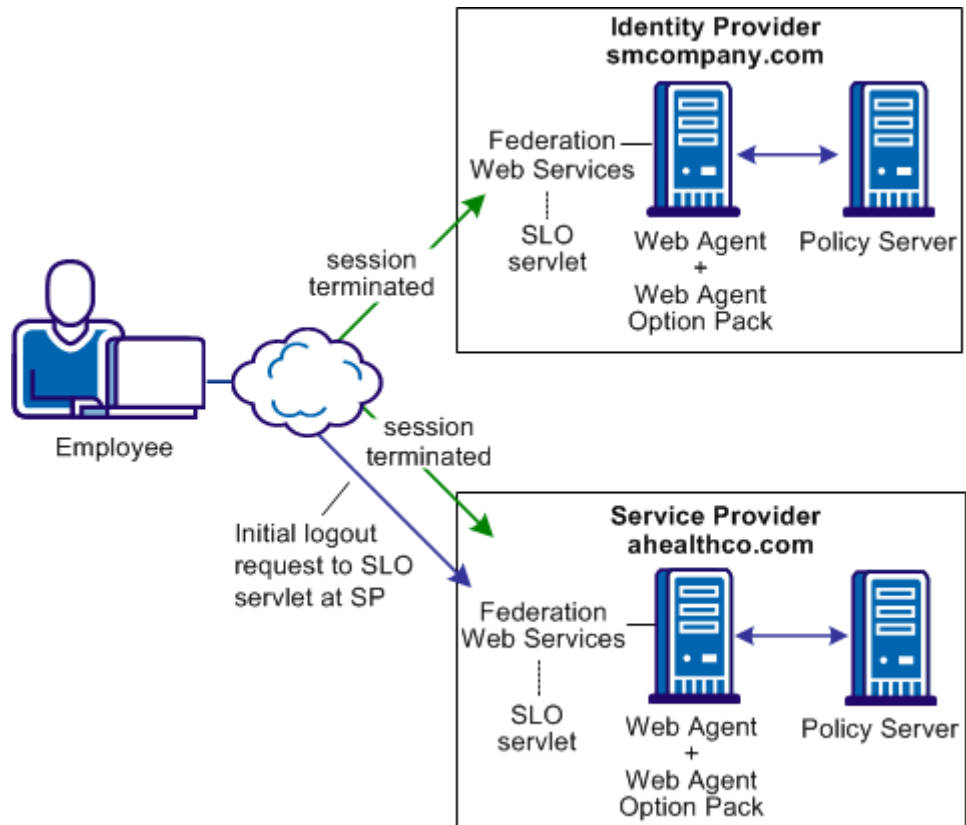 Identity Provider
smcompany.com
Federation
Web Services
SLO
servlet
Web Agent
+
Web Agent
Option Pack
Policy Server
session
terminated
Employee
session
terminated
Initial logout
request to SLO
servlet at SP
Service Provider
ahealthco.com
Federation
Web Services
SLO
servlet
Web Agent
+
Web Agent
Option Pack
Policy Server